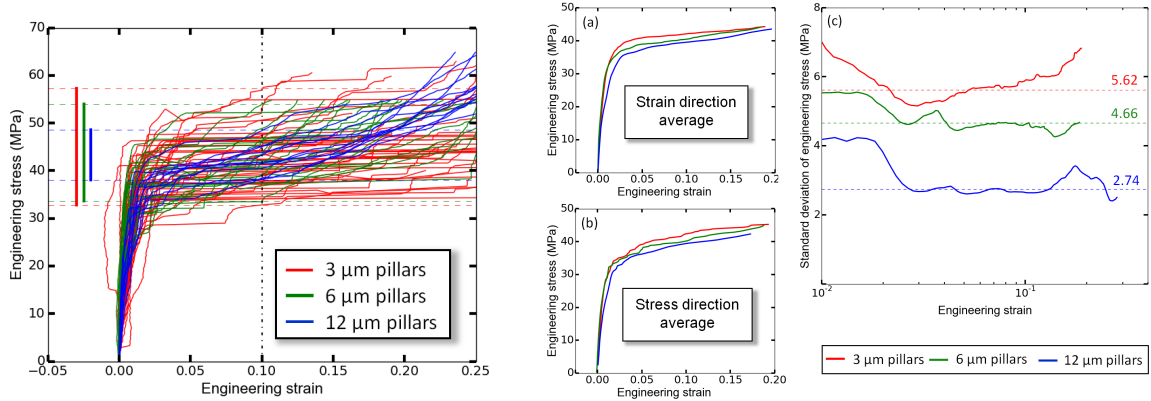 70
60
50
40
30
20
10
0
Engineering stress (MPa)
−0.05
0.00
0.05
0.10
0.15
0.20
0.25
Engineering strain
3 µm pillars
6 µm pillars
12 µm pillars
(a)
50
40
30
20
10
0
Engineering stress (MPa)
Strain direction
average
0.00
0.05
0.10
0.15
0.20
Engineering strain
(b)
50
40
30
20
10
0
Engineering stress (MPa)
Stress direction
average
0.00
0.05
0.10
0.15
0.20
Engineering strain
(c)
8
6
4
2
Standard deviation of engineering stress (MPa)
5.62
4.66
2.74
10-2
10-1
Engineering strain
3 µm pillars
6 µm pillars
12 µm pillars